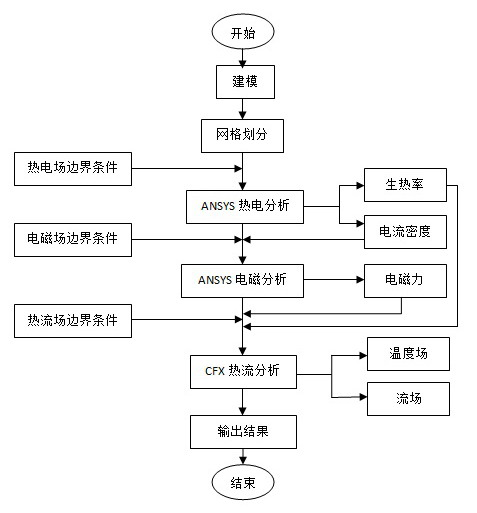 开始
建模
网格划分
热电场边界条件
生热率
ANSYS 热电分析
电流密度
电磁场边界条件
ANSYS 电磁分析
电磁力
热流场边界条件
温度场
CFX 热流分析
流场
输出结果
结束